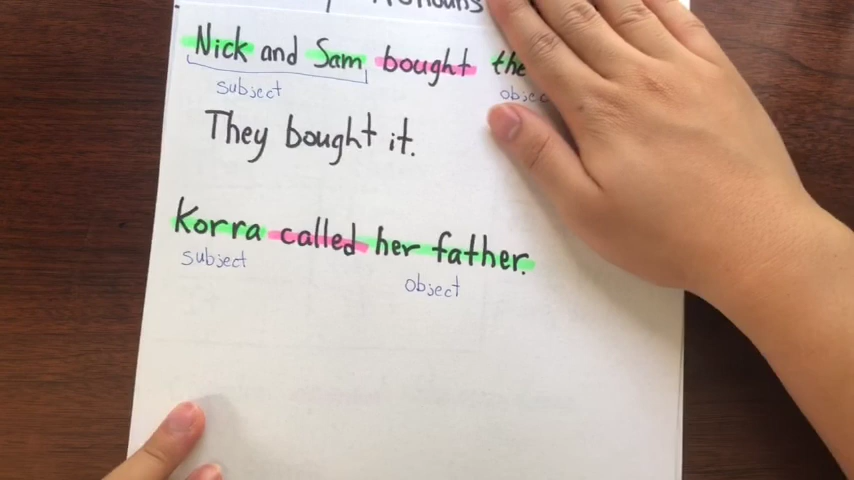 Nick and Sam bought the
subject
They bought it.
Korra called her father.
subject
object